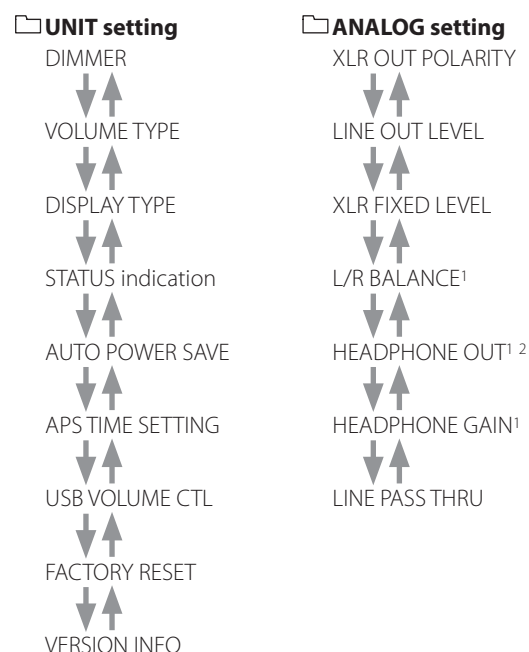 UNIT setting
DIMMER
VOLUME TYPE
DISPLAY TYPE
STATUS indication
AUTO POWER SAVE
APS TIME SETTING
USB VOLUME CTL
FACTORY RESET
VERSION INFO
ANALOG setting
XLR OUT POLARITY
LINE OUT LEVEL
XLR FIXED LEVEL
L/R BALANCE¹
HEADPHONE OUT¹ ²
HEADPHONE GAIN¹
LINE PASS THRU